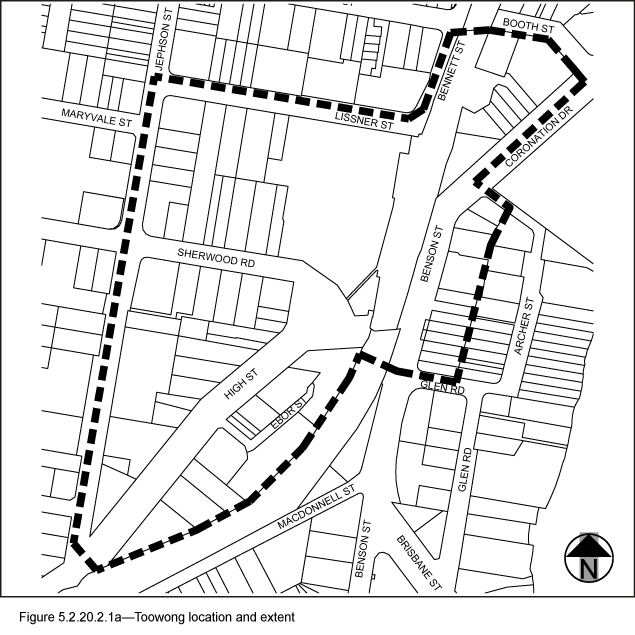 BOOTH ST
JEPHSON ST
BENNETT ST
MARYVALE ST
LISSNER ST
CORONATION DR
SHERWOOD RD
BENSON ST
ARCHER ST
HIGH ST
GLEN RD
EBOR ST
GLEN RD
MACDONNELL ST
BENSON ST
BRISBANE ST
N
Figure 5.2.20.2.1a—Toowong location and extent